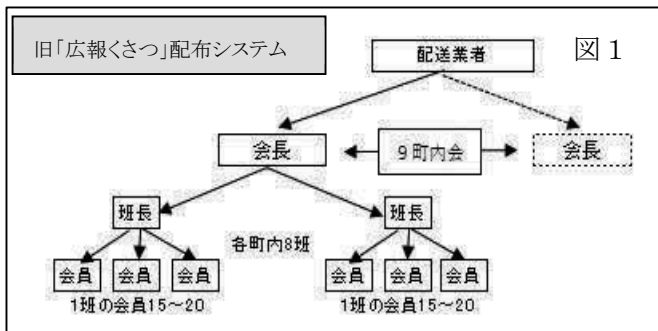 旧「広報くさつ」配布システム
図1
配送業者
会長
9町内会
会長
班長
班長
各町内8班
会員 会員 会員
会員 会員 会員
1班の会員15～20
1班の会員15～20